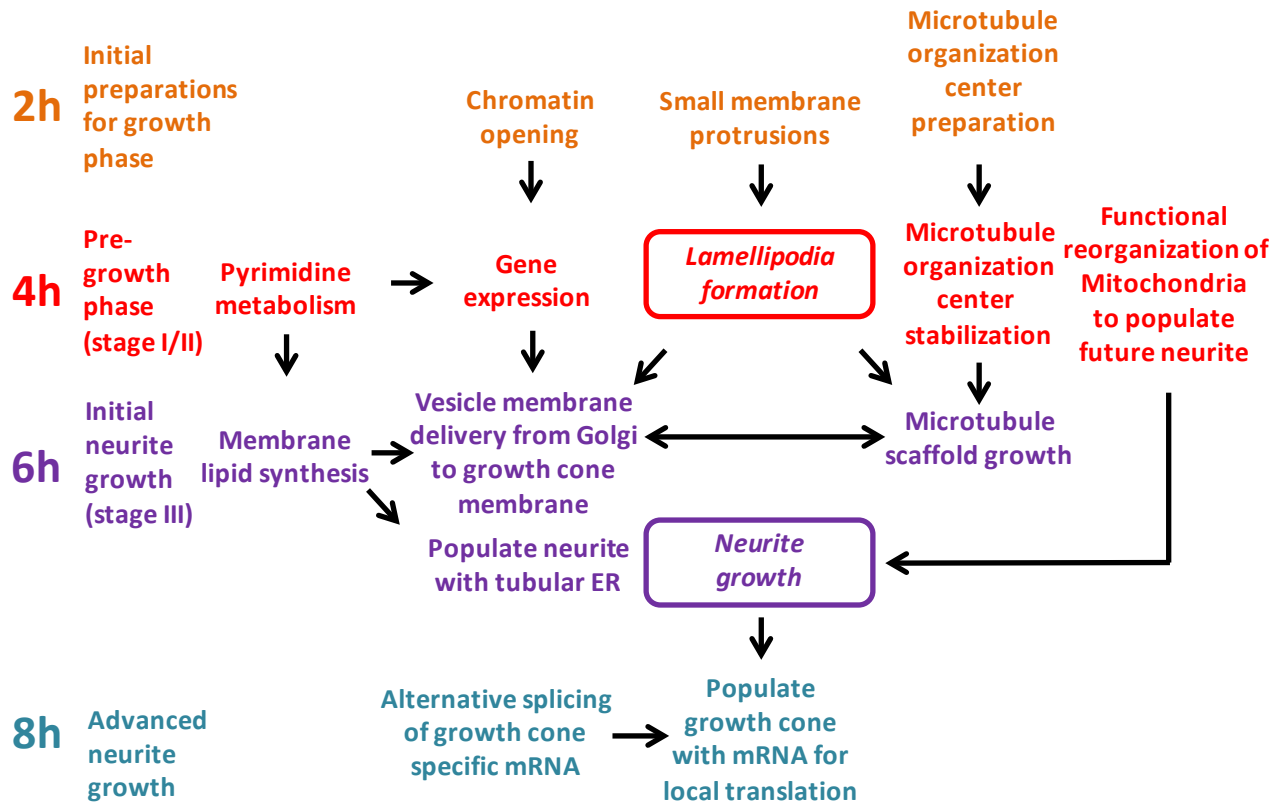 2h
Initial
preparations
for growth
phase
Chromatin
opening
Small membrane
protrusions
Microtubule
organization
center
preparation
4h
Pre-
growth
phase
(stage I/II)
Pyrimidine
metabolism
Gene
expression
Lamellipodia
formation
Microtubule
organization
center
stabilization
Functional
reorganization of
Mitochondria
to populate
future neurite
6h
Initial
neurite
growth
(stage III)
Membrane
lipid synthesis
Vesicle membrane
delivery from Golgi
to growth cone
membrane
Microtubule
scaffold growth
Populate neurite
with tubular ER
Neurite
growth
8h
Advanced
neurite
growth
Alternative splicing
of growth cone
specific mRNA
Populate
growth cone
with mRNA for
local translation